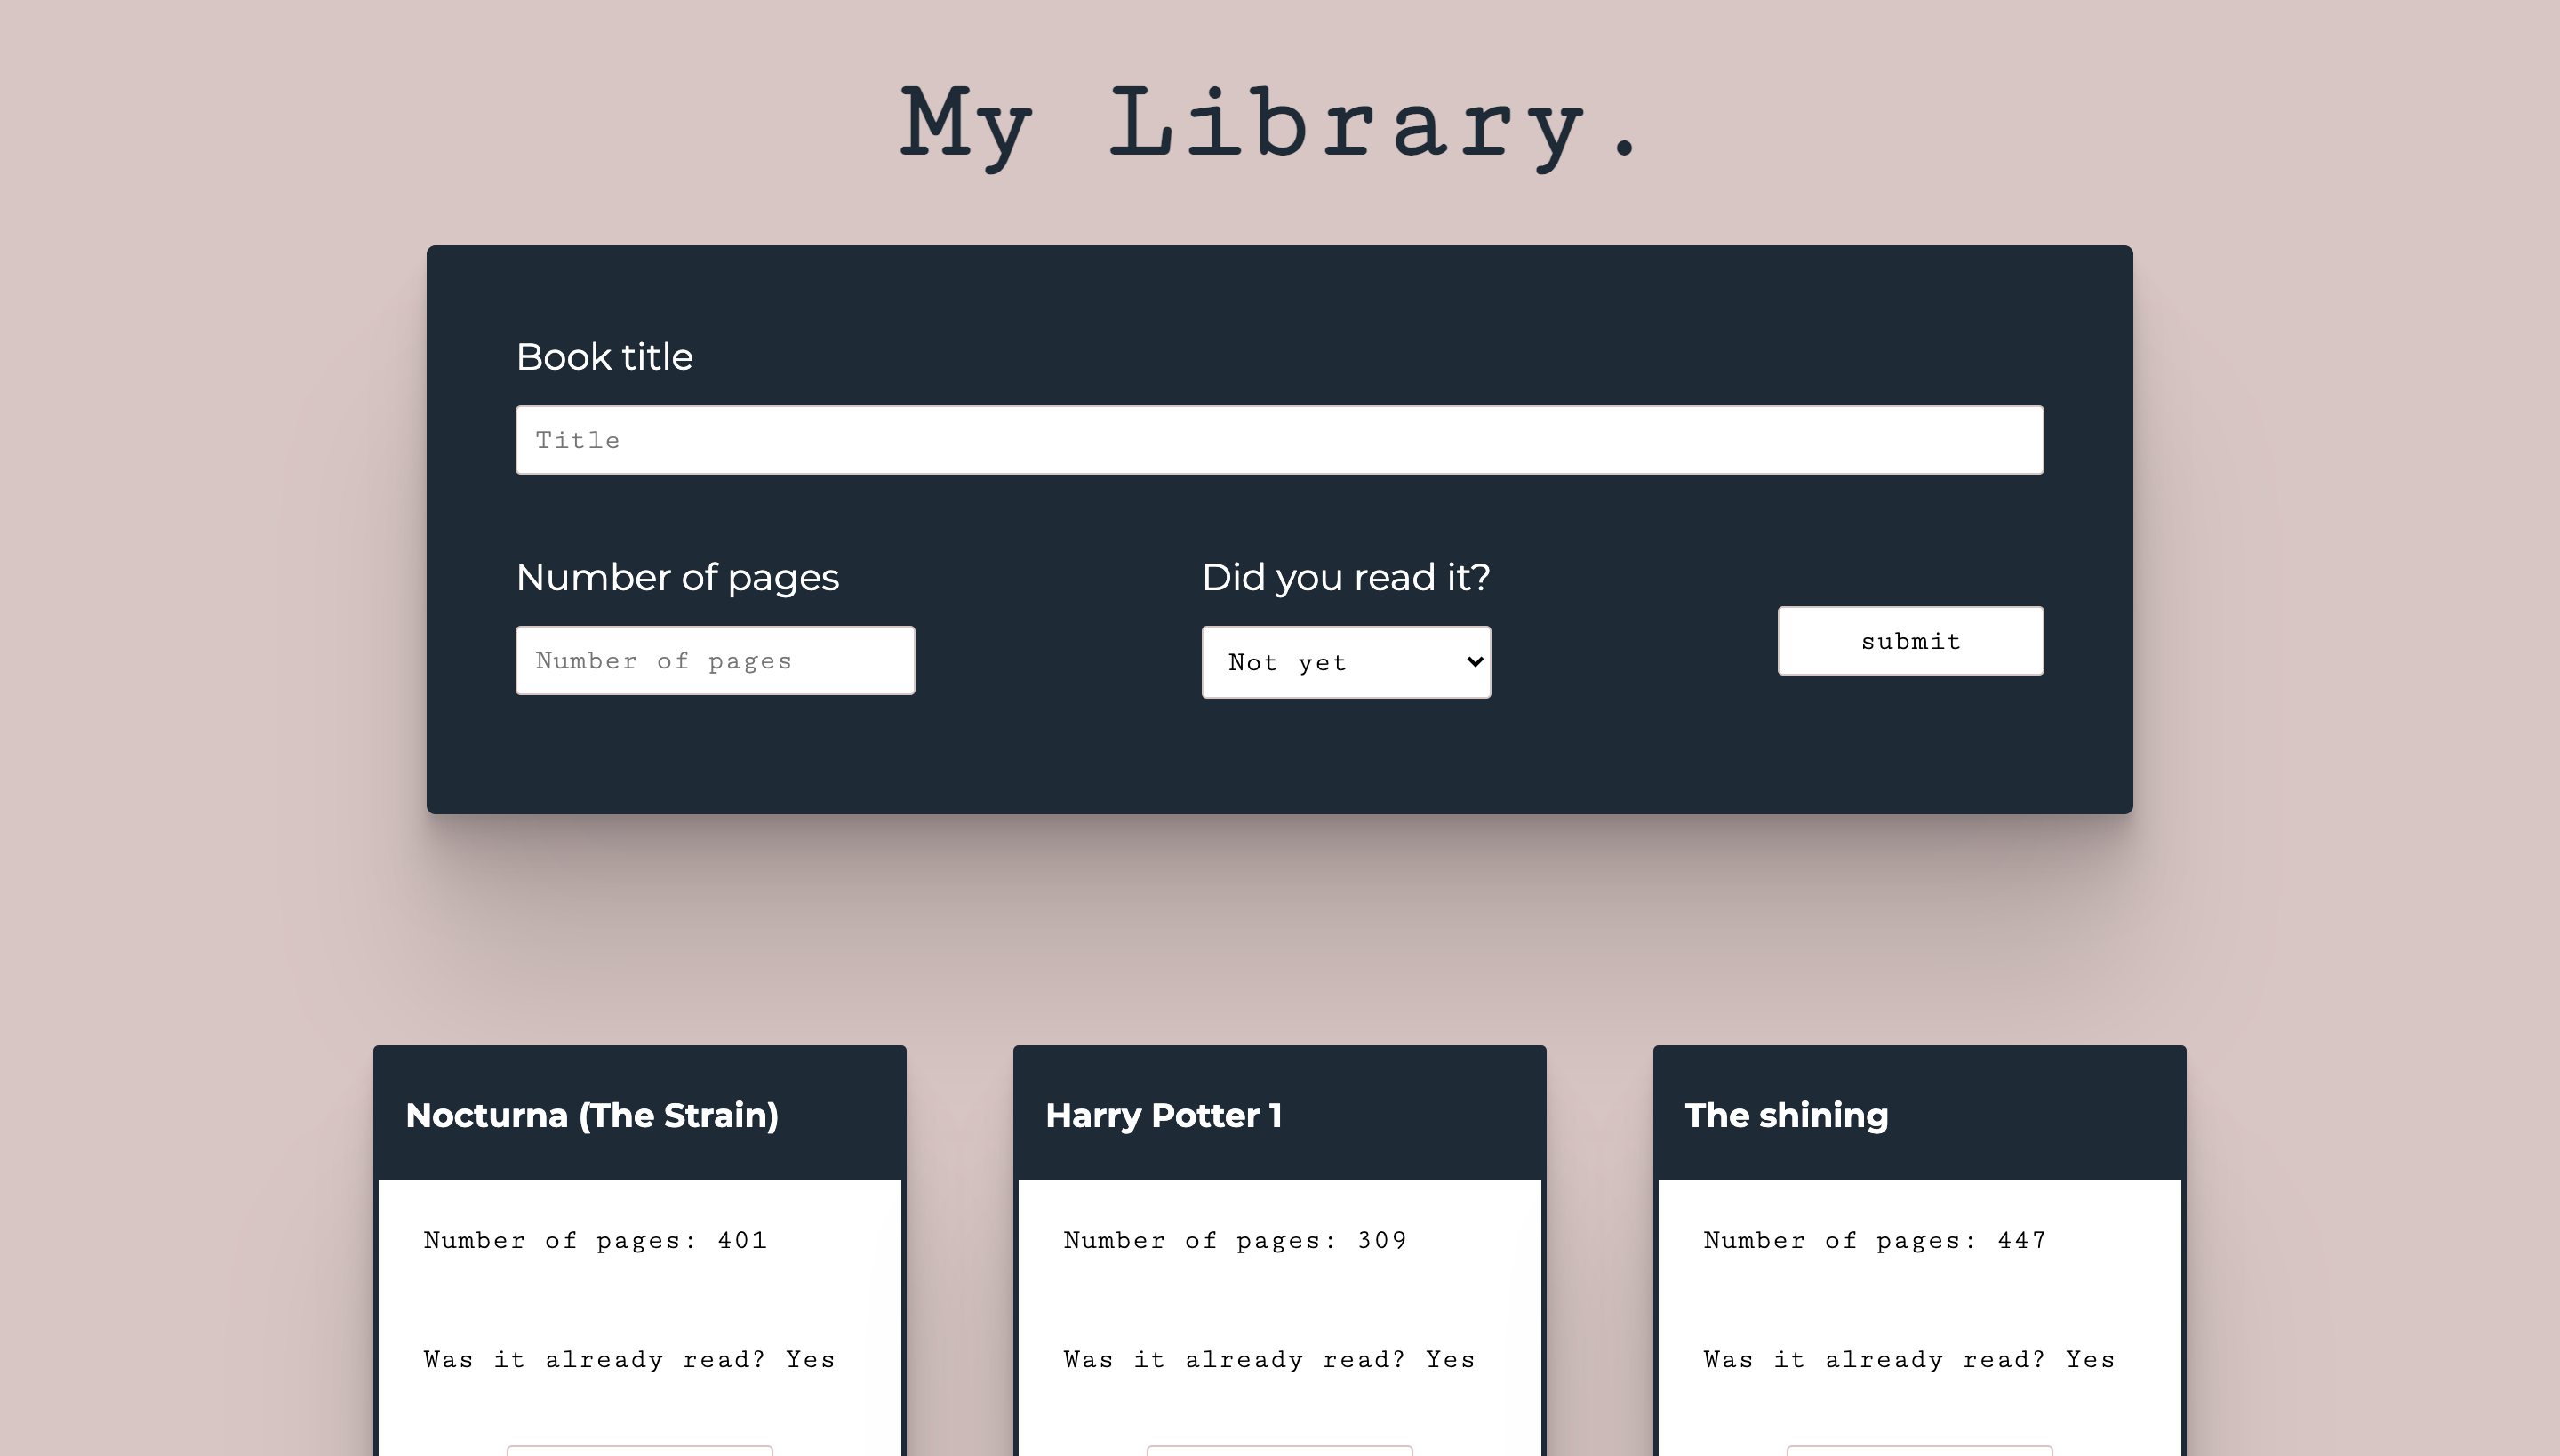 My Library.
Book title
Title
Number of pages
Did you read it?
Number of pages
Not yet
submit
Nocturna (The Strain)
Harry Potter 1
The shining
Number of pages: 401
Number of pages: 309
Number of pages: 447
Was it already read? Yes
Was it already read? Yes
Was it already read? Yes